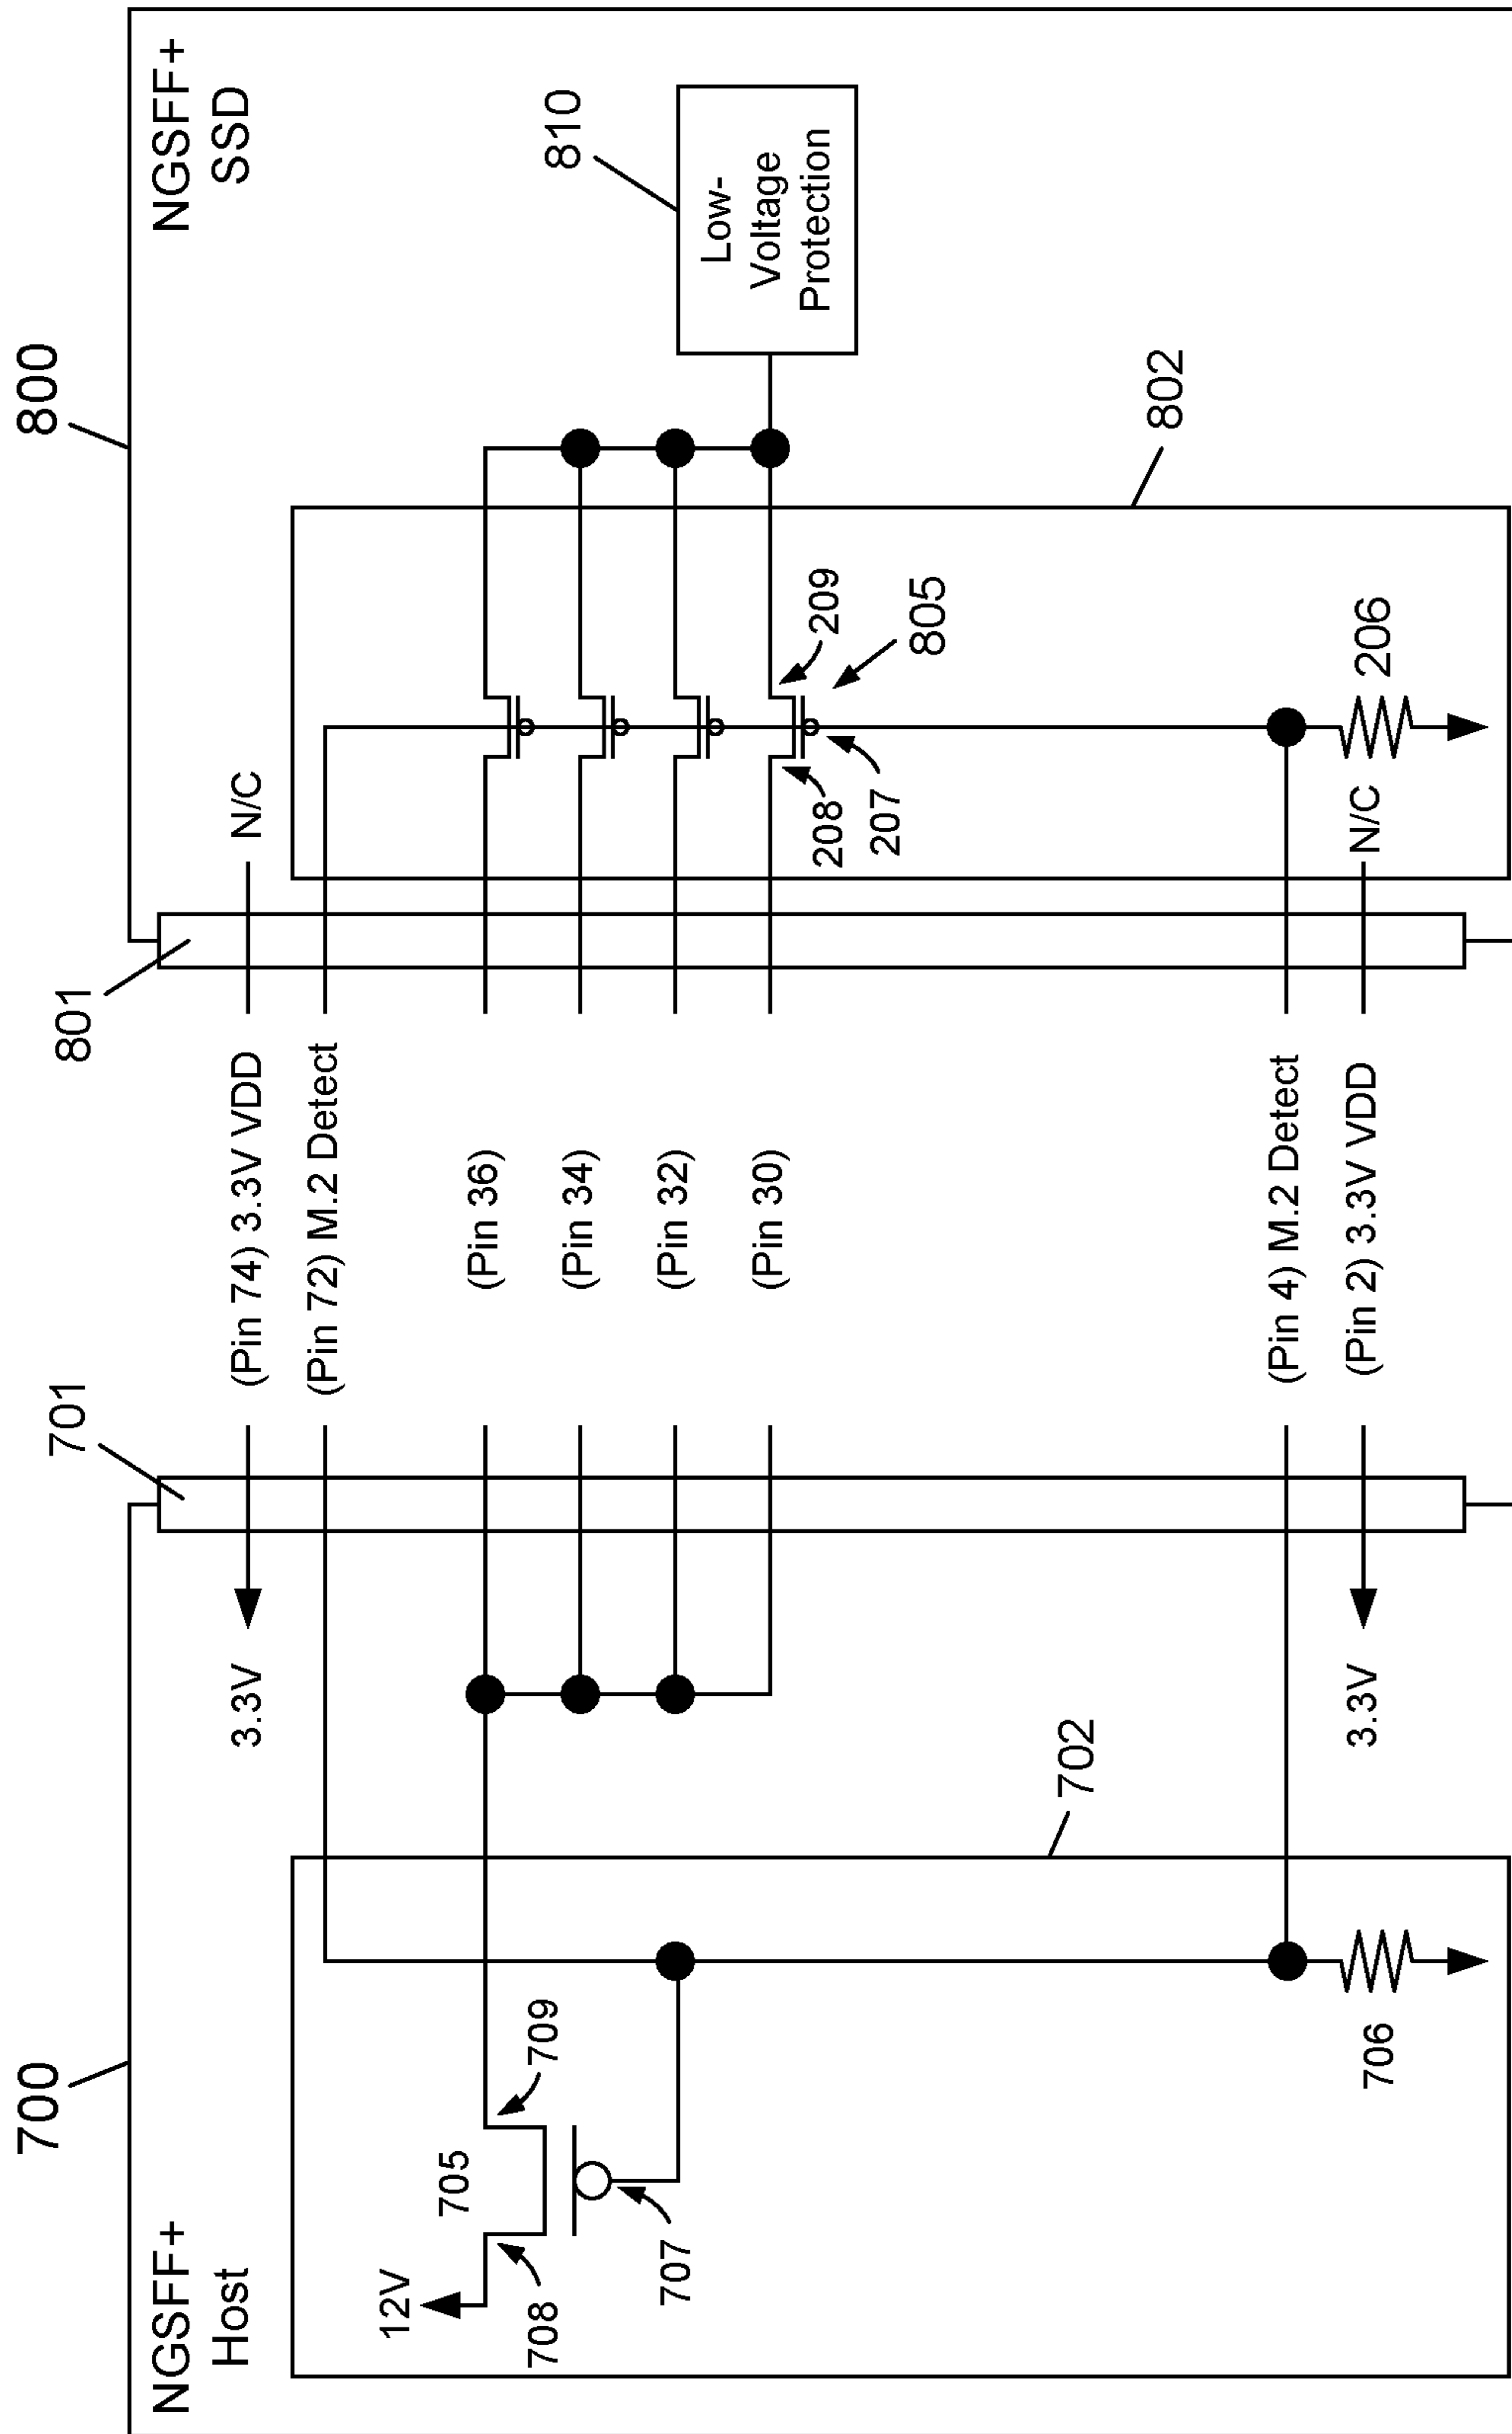 700
NGSFF+
Host
701
800
NGSFF+
SSD
801
3.3V
(Pin 74) 3.3V VDD
N/C
(Pin 72) M.2 Detect
12V
705
708
709
707
(Pin 36)
(Pin 34)
(Pin 32)
(Pin 30)
810
Low-
Voltage
Protection
208
209
207
805
702
802
(Pin 4) M.2 Detect
706
3.3V
(Pin 2) 3.3V VDD
N/C
206